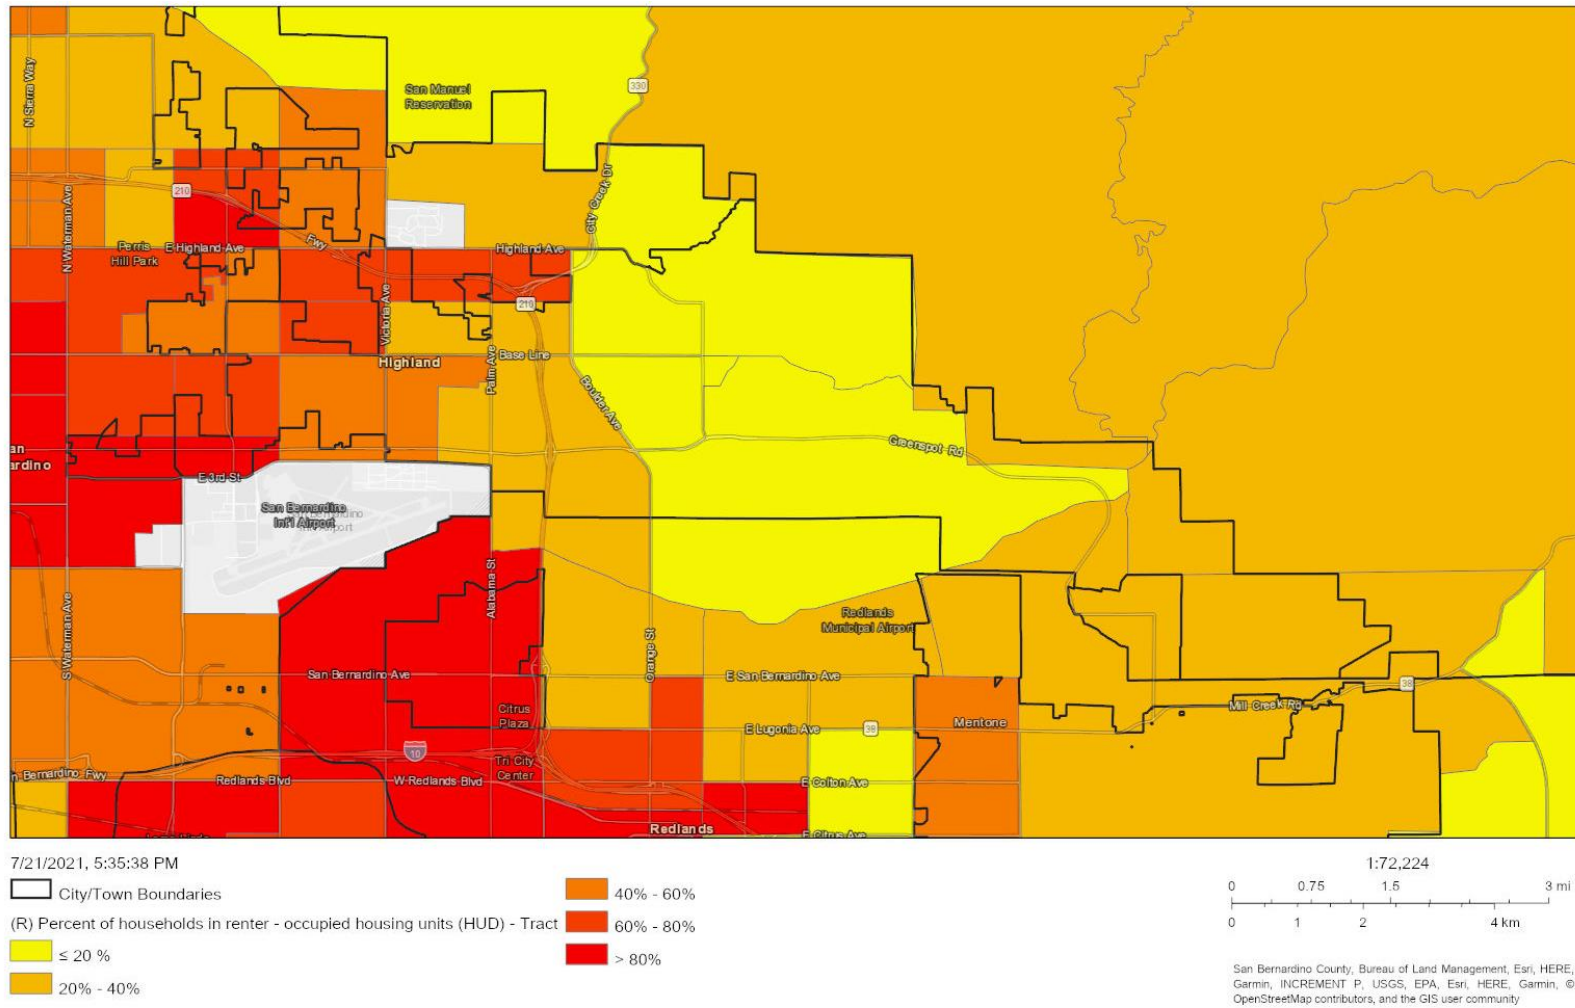 San Manuel
Reservation
330
N Sierra Way
210
N Waterman Ave
City Creek Dr
Perris
Hill Park
E Highland Ave
Fwy
Highland Ave
Victoria Ave
210
Highland
Palm Ave
Base Line
Boulder Ave
Greenspot Rd
an
ardino
E 3rd St
San Bernardino
Int'l Airport
Alabama St
Redlands
Municipal Airport
S Waterman Ave
Orange St
San Bernardino Ave
E San Bernardino Ave
38
Mill Creek Rd
Citrus
Plaza
E Lugonia Ave
38
Mentone
10
Tri City
Center
n Bernardino Fwy
Redlands Blvd
W Redlands Blvd
E Colton Ave
Redlands
E Citrus Ave
7/21/2021, 5:35:38 PM
City/Town Boundaries
(R) Percent of households in renter - occupied housing units (HUD) - Tract
≤ 20 %
20% - 40%
40% - 60%
60% - 80%
> 80%
1:72,224
0 0.75 1.5 3 mi
0 1 2 4 km
San Bernardino County, Bureau of Land Management, Esri, HERE,
Garmin, INCREMENT P, USGS, EPA, Esri, HERE, Garmin, ©
OpenStreetMap contributors, and the GIS user community